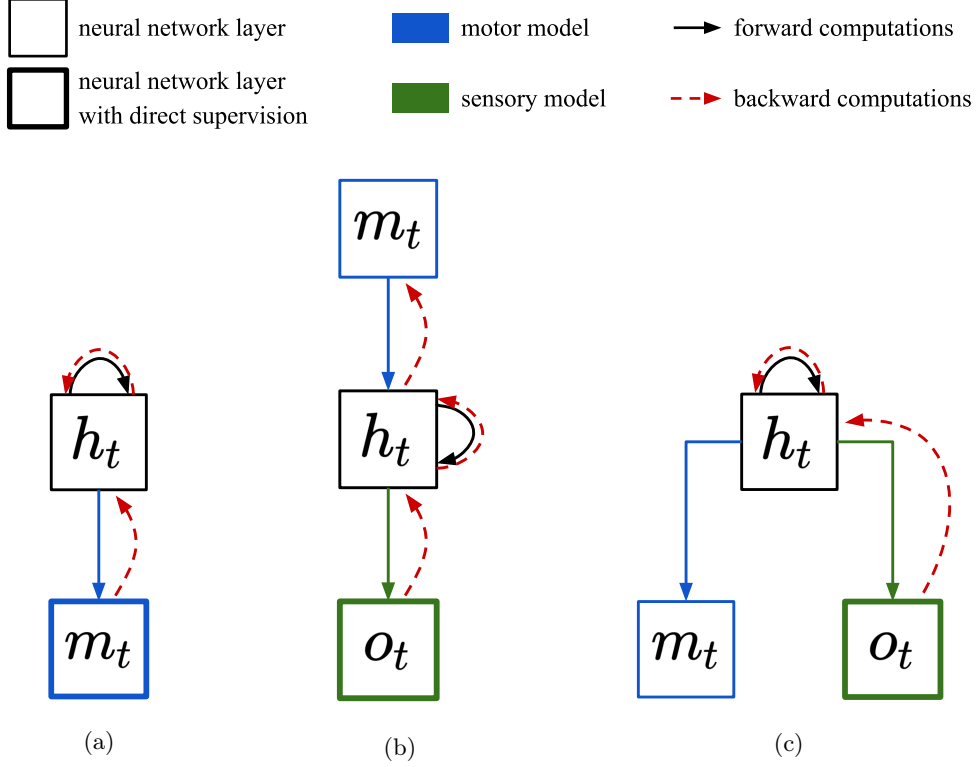 neural network layer
motor model
forward computations
neural network layer
with direct supervision
sensory model
backward computations
m_t
h_t
h_t
h_t
m_t
o_t
m_t
o_t
(a)
(b)
(c)